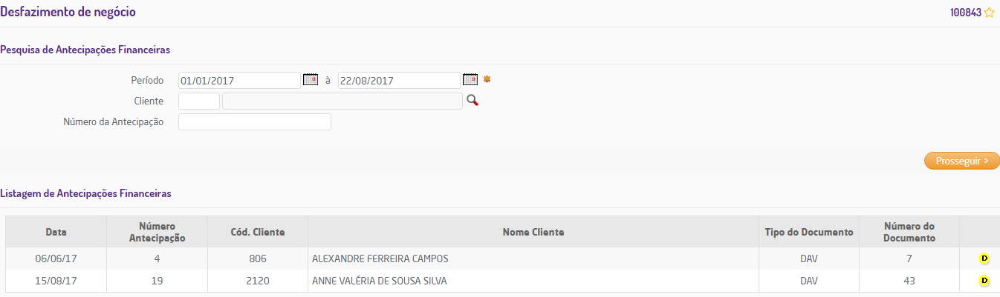 Desfazimento de negócio 100843
Pesquisa de Antecipações Financeiras
Período 01/01/2017 à 22/08/2017
Cliente
Número da Antecipação
Prosseguir >
Listagem de Antecipações Financeiras
Data Número Antecipação Cód. Cliente Nome Cliente Tipo do Documento Número do Documento
06/06/17 4 806 ALEXANDRE FERREIRA CAMPOS DAV 7 D
15/08/17 19 2120 ANNE VALÉRIA DE SOUSA SILVA DAV 43 D